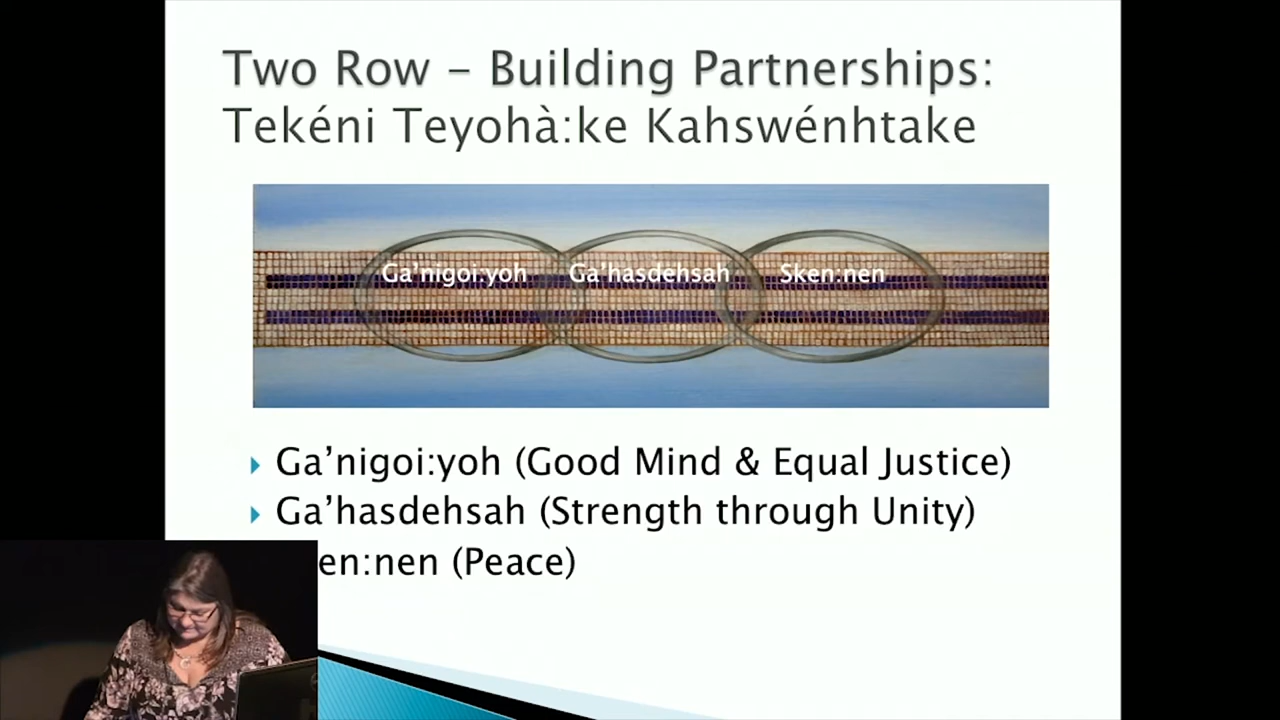 Two Row – Building Partnerships:
Tekéni Teyohà:ke Kahswénhtake
Ga'nigoi:yoh Ga'hasdehsah Sken:nen
Ga’nigoi:yoh (Good Mind & Equal Justice)
Ga’hasdehsah (Strength through Unity)
en:nen (Peace)